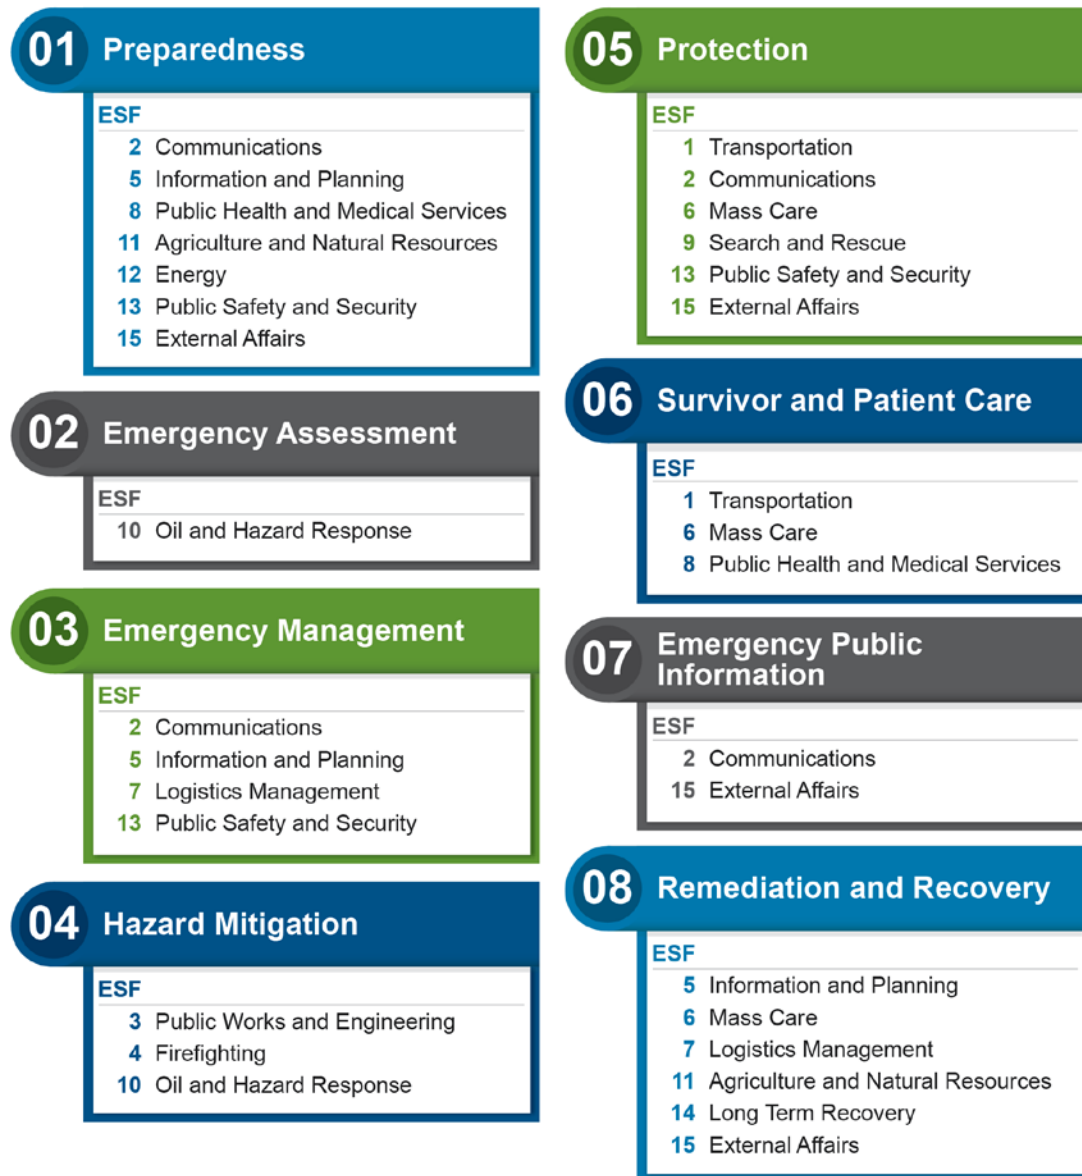 01 Preparedness
ESF
2 Communications
5 Information and Planning
8 Public Health and Medical Services
11 Agriculture and Natural Resources
12 Energy
13 Public Safety and Security
15 External Affairs
02 Emergency Assessment
ESF
10 Oil and Hazard Response
03 Emergency Management
ESF
2 Communications
5 Information and Planning
7 Logistics Management
13 Public Safety and Security
04 Hazard Mitigation
ESF
3 Public Works and Engineering
4 Firefighting
10 Oil and Hazard Response
05 Protection
ESF
1 Transportation
2 Communications
6 Mass Care
9 Search and Rescue
13 Public Safety and Security
15 External Affairs
06 Survivor and Patient Care
ESF
1 Transportation
6 Mass Care
8 Public Health and Medical Services
07 Emergency Public
Information
ESF
2 Communications
15 External Affairs
08 Remediation and Recovery
ESF
5 Information and Planning
6 Mass Care
7 Logistics Management
11 Agriculture and Natural Resources
14 Long Term Recovery
15 External Affairs